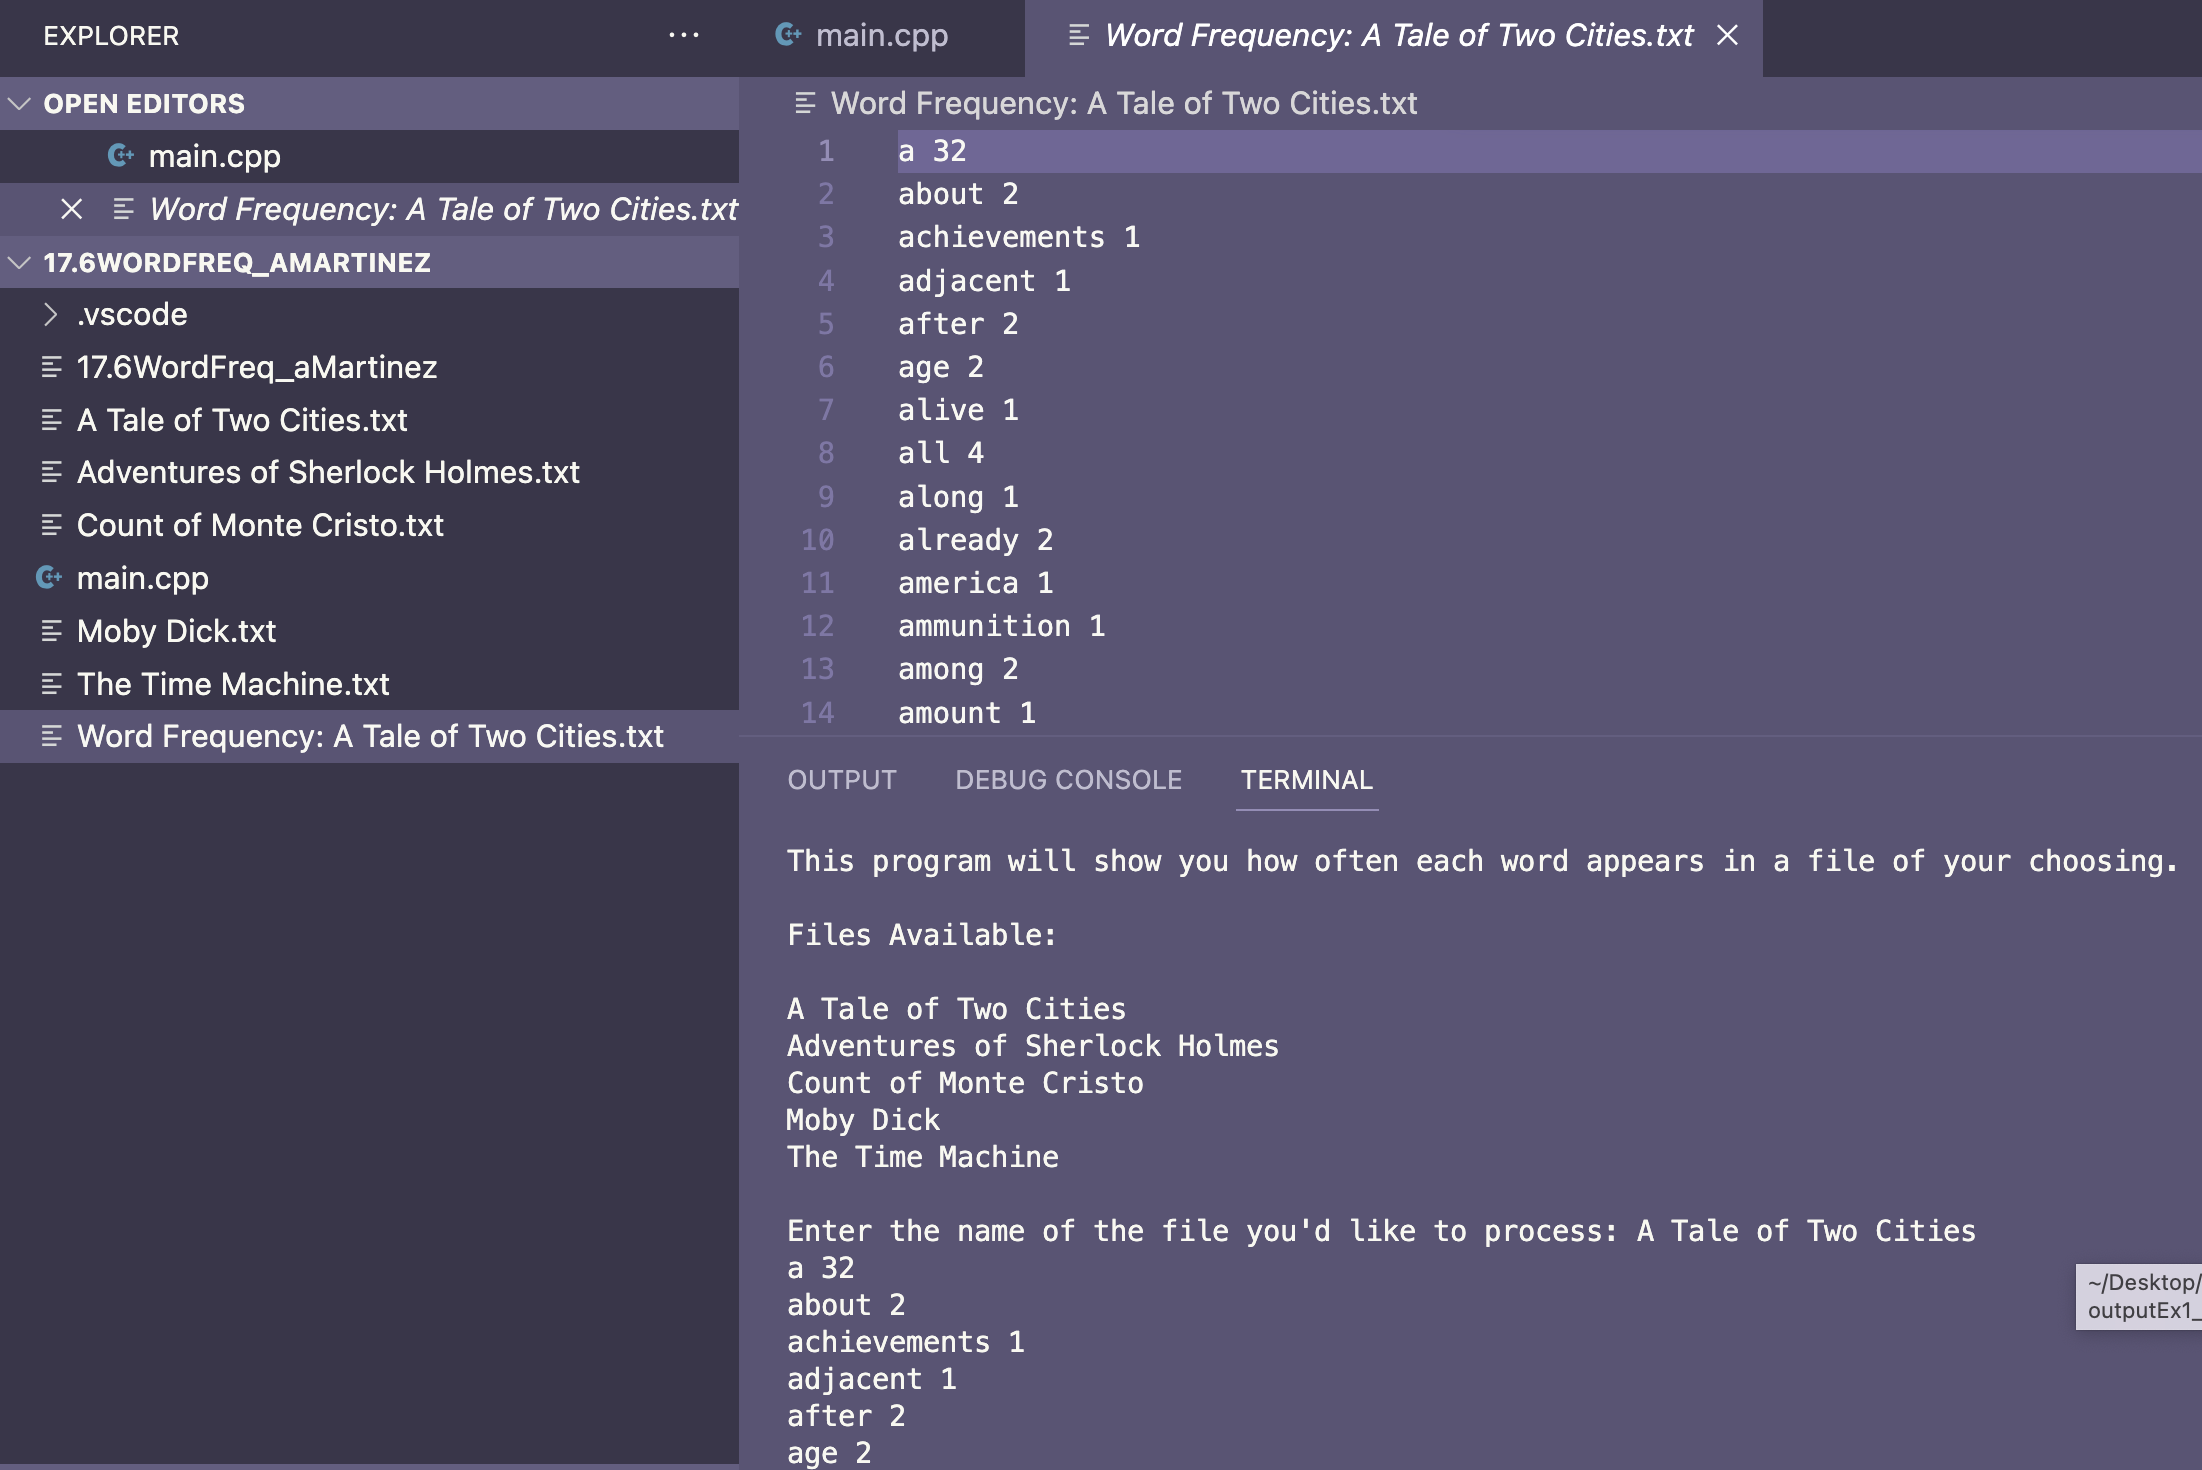 EXPLORER
OPEN EDITORS
main.cpp
Word Frequency: A Tale of Two Cities.txt
17.6WORDFREQ_AMARTINEZ
.vscode
17.6WordFreq_aMartinez
A Tale of Two Cities.txt
Adventures of Sherlock Holmes.txt
Count of Monte Cristo.txt
main.cpp
Moby Dick.txt
The Time Machine.txt
Word Frequency: A Tale of Two Cities.txt
main.cpp
Word Frequency: A Tale of Two Cities.txt
Word Frequency: A Tale of Two Cities.txt
1 a 32
2 about 2
3 achievements 1
4 adjacent 1
5 after 2
6 age 2
7 alive 1
8 all 4
9 along 1
10 already 2
11 america 1
12 ammunition 1
13 among 2
14 amount 1
OUTPUT DEBUG CONSOLE TERMINAL
This program will show you how often each word appears in a file of your choosing.
Files Available:
A Tale of Two Cities
Adventures of Sherlock Holmes
Count of Monte Cristo
Moby Dick
The Time Machine
Enter the name of the file you'd like to process: A Tale of Two Cities
a 32
about 2
achievements 1
adjacent 1
after 2
age 2
~/Desktop/
outputEx1_